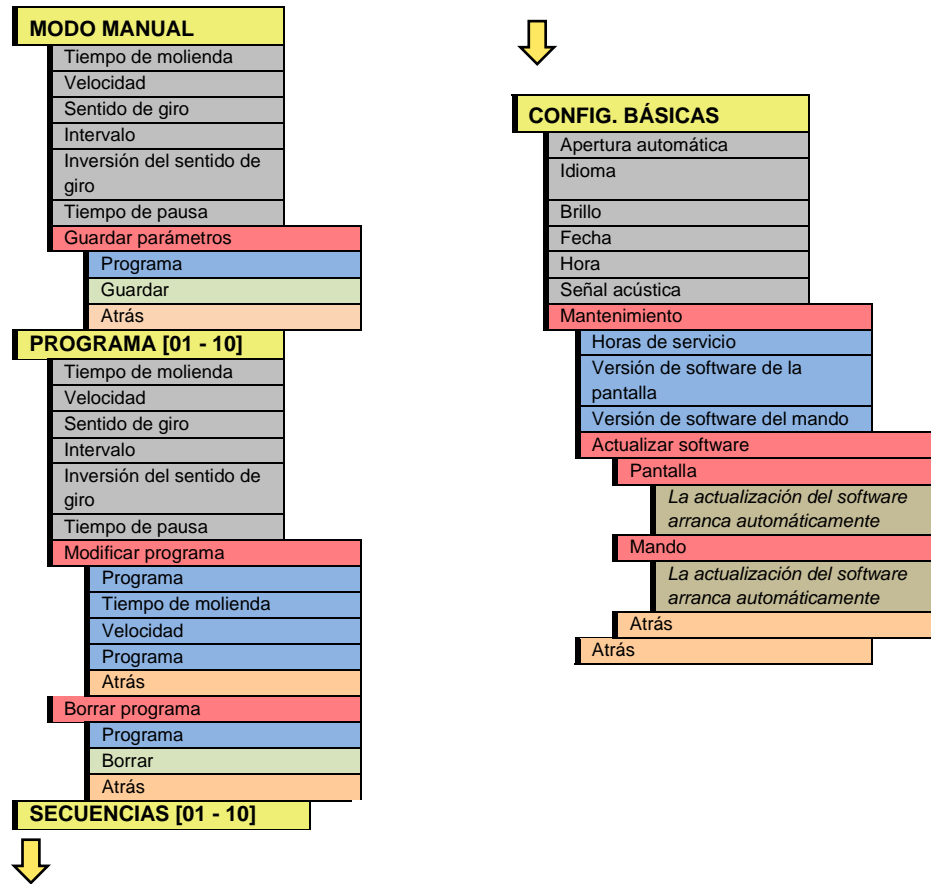 MODO MANUAL
Tiempo de molienda
Velocidad
Sentido de giro
Intervalo
Inversión del sentido de
giro
Tiempo de pausa
Guardar parámetros
Programa
Guardar
Atrás
PROGRAMA [01 - 10]
Tiempo de molienda
Velocidad
Sentido de giro
Intervalo
Inversión del sentido de
giro
Tiempo de pausa
Modificar programa
Programa
Tiempo de molienda
Velocidad
Programa
Atrás
Borrar programa
Programa
Borrar
Atrás
SECUENCIAS [01 - 10]
CONFIG. BÁSICAS
Apertura automática
Idioma
Brillo
Fecha
Hora
Señal acústica
Mantenimiento
Horas de servicio
Versión de software de la
pantalla
Versión de software del mando
Actualizar software
Pantalla
La actualización del software
arranca automáticamente
Mando
La actualización del software
arranca automáticamente
Atrás
Atrás